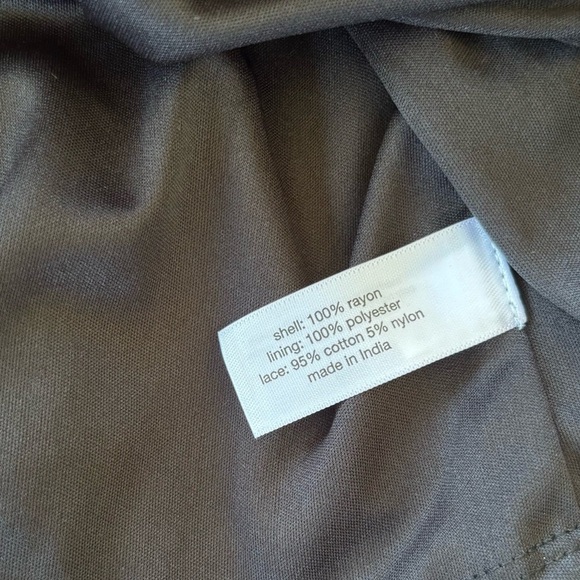 shell: 100% rayon
lining: 100% polyester
lace: 95% cotton 5% nylon
made in India